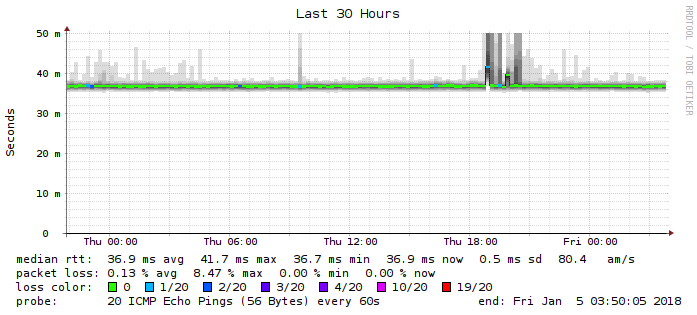 Last 30 Hours
RRDTOOL / TOBI OETIKER
Seconds
50 m
40 m
30 m
20 m
10 m
0
Thu 00:00 Thu 06:00 Thu 12:00 Thu 18:00 Fri 00:00
median rtt: 36.9 ms avg 41.7 ms max 36.7 ms min 36.9 ms now 0.5 ms sd 80.4 am/s
packet loss: 0.13 % avg 8.47 % max 0.00 % min 0.00 % now
loss color: 0 1/20 2/20 3/20 4/20 10/20 19/20
probe: 20 ICMP Echo Pings (56 Bytes) every 60s end: Fri Jan 5 03:50:05 2018